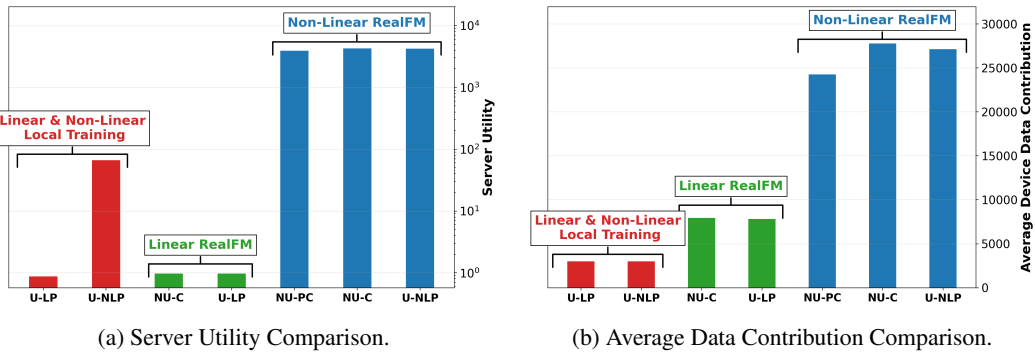 Non-Linear RealFM
Linear & Non-Linear
Local Training
Linear RealFM
10^4
10^3
10^2
10^1
10^0
Server Utility
U-LP
U-NLP
NU-C
U-LP
NU-PC
NU-C
U-NLP
(a) Server Utility Comparison.
Non-Linear RealFM
Linear RealFM
Linear & Non-Linear
Local Training
30000
25000
20000
15000
10000
5000
0
Average Device Data Contribution
U-LP
U-NLP
NU-C
U-LP
NU-PC
NU-C
U-NLP
(b) Average Data Contribution Comparison.